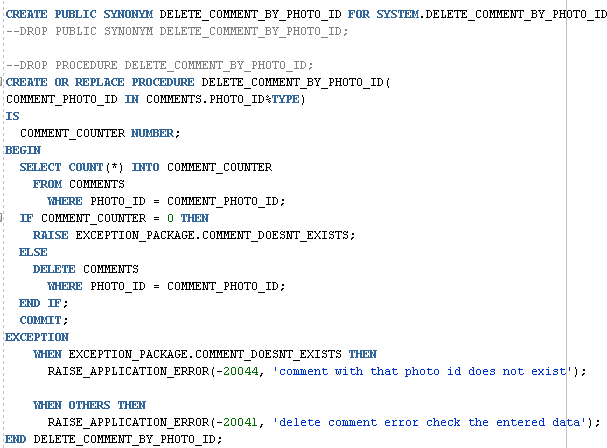 CREATE PUBLIC SYNONYM DELETE_COMMENT_BY_PHOTO_ID FOR SYSTEM.DELETE_COMMENT_BY_PHOTO_ID
--DROP PUBLIC SYNONYM DELETE_COMMENT_BY_PHOTO_ID;
--DROP PROCEDURE DELETE_COMMENT_BY_PHOTO_ID;
CREATE OR REPLACE PROCEDURE DELETE_COMMENT_BY_PHOTO_ID(
COMMENT_PHOTO_ID IN COMMENTS.PHOTO_ID%TYPE)
IS
COMMENT_COUNTER NUMBER;
BEGIN
SELECT COUNT(*) INTO COMMENT_COUNTER
FROM COMMENTS
WHERE PHOTO_ID = COMMENT_PHOTO_ID;
IF COMMENT_COUNTER = 0 THEN
RAISE EXCEPTION_PACKAGE.COMMENT_DOESNT_EXISTS;
ELSE
DELETE COMMENTS
WHERE PHOTO_ID = COMMENT_PHOTO_ID;
END IF;
COMMIT;
EXCEPTION
WHEN EXCEPTION_PACKAGE.COMMENT_DOESNT_EXISTS THEN
RAISE_APPLICATION_ERROR(-20044, 'comment with that photo id does not exist');
WHEN OTHERS THEN
RAISE_APPLICATION_ERROR(-20041, 'delete comment error check the entered data');
END DELETE_COMMENT_BY_PHOTO_ID;